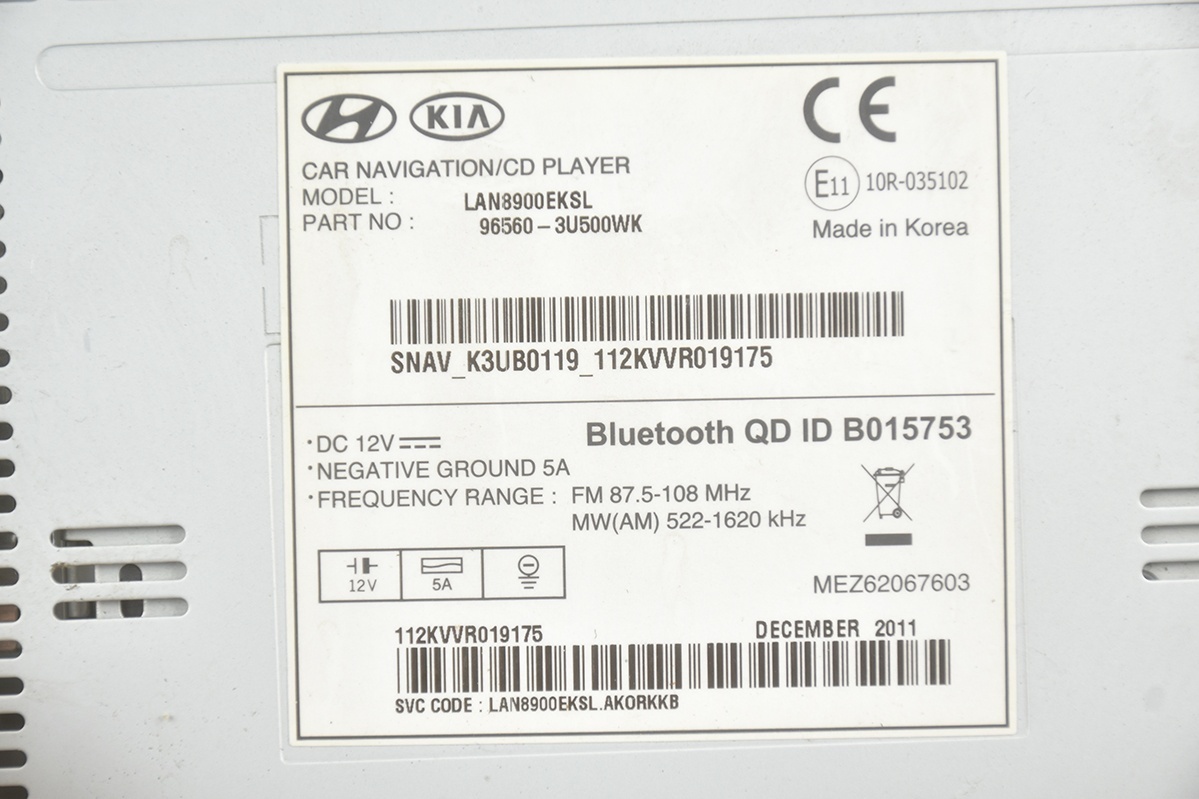 KIA
CE
CAR NAVIGATION/CD PLAYER
MODEL : LAN8900EKSL
PART NO : 96560-3U500WK
E11 10R-035102
Made in Korea
SNAV_K3UB0119_112KVVR019175
Bluetooth QD ID B015753
·DC 12V
·NEGATIVE GROUND 5A
·FREQUENCY RANGE : FM 87.5-108 MHz
MW(AM) 522-1620 kHz
12V 5A
MEZ62067603
112KVVR019175 DECEMBER 2011
SVC CODE : LAN8900EKSL.AKORKKB